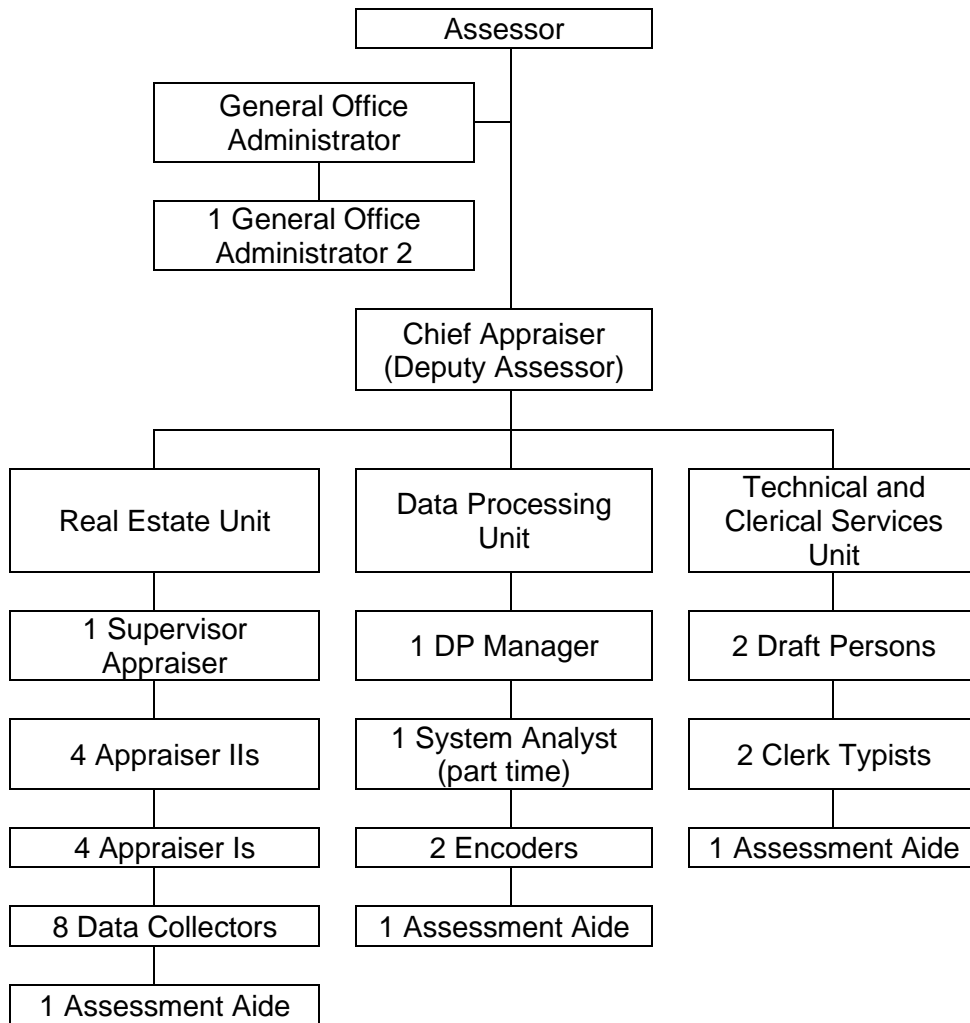 Assessor
General Office
Administrator
1 General Office
Administrator 2
Chief Appraiser
(Deputy Assessor)
Real Estate Unit
Data Processing
Unit
Technical and
Clerical Services
Unit
1 Supervisor
Appraiser
1 DP Manager
2 Draft Persons
4 Appraiser IIs
1 System Analyst
(part time)
2 Clerk Typists
4 Appraiser Is
2 Encoders
1 Assessment Aide
8 Data Collectors
1 Assessment Aide
1 Assessment Aide